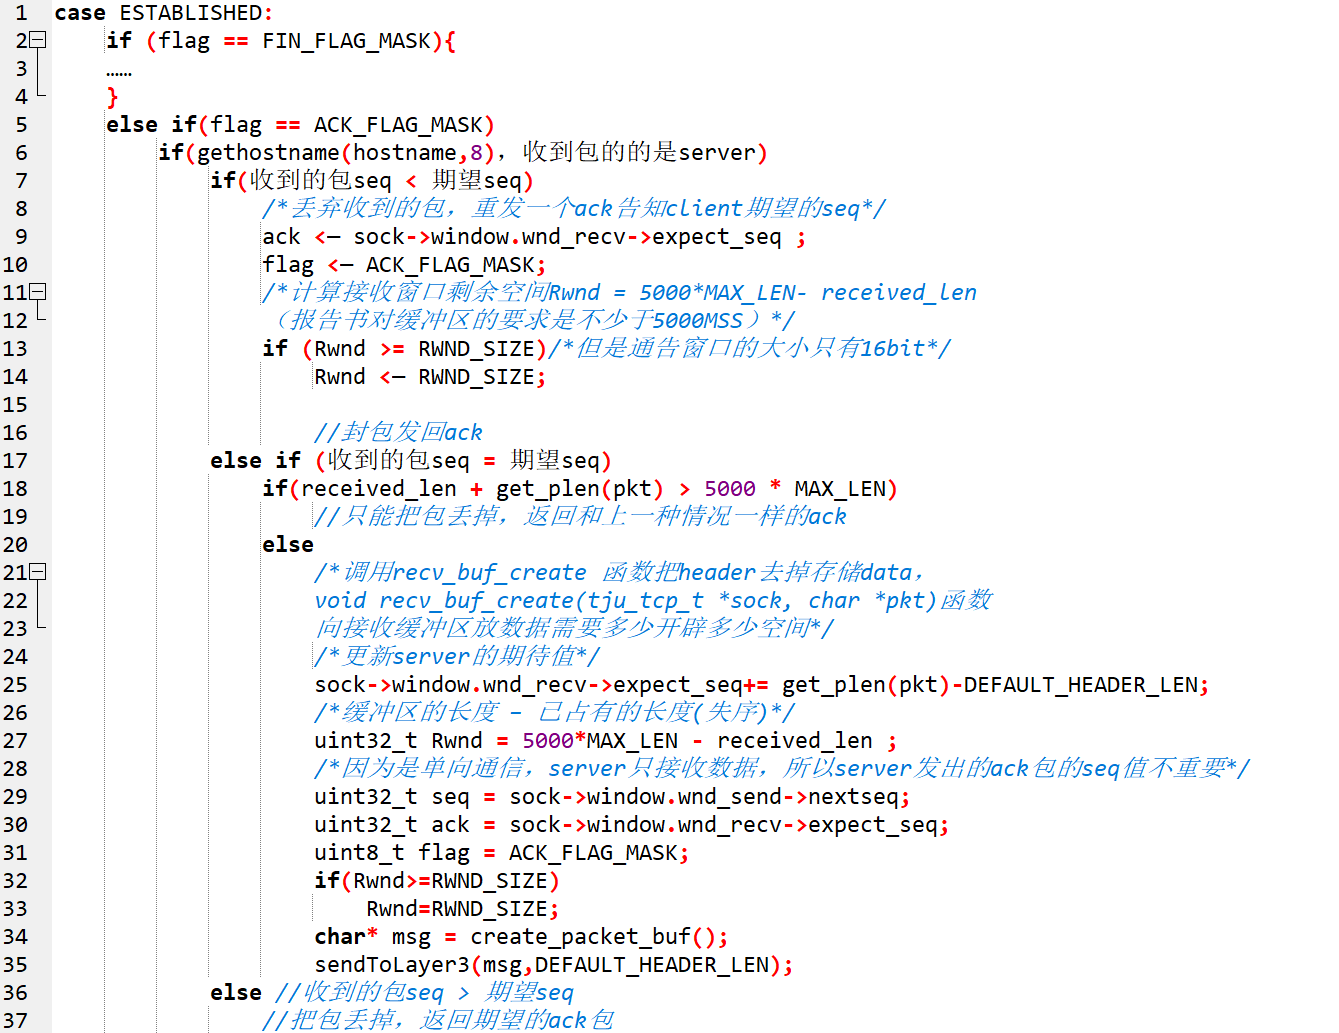 1 case ESTABLISHED:
2 if (flag == FIN_FLAG_MASK){
3 ……
4 }
5 else if(flag == ACK_FLAG_MASK)
6 if(gethostname(hostname,8), 收到包的的是server)
7 if(收到的包seq < 期望seq)
8 /*丢弃收到的包，重发一个ack告知client期望的seq*/
9 ack <— sock->window.wnd_recv->expect_seq ;
10 flag <— ACK_FLAG_MASK;
11 /*计算接收窗口剩余空间Rwnd = 5000*MAX_LEN- received_len
12 （报告书对缓冲区的要求是不少于5000MSS）*/
13 if (Rwnd >= RWND_SIZE)/*但是通告窗口的大小只有16bit*/
14 Rwnd <— RWND_SIZE;
15
16 //封包发回ack
17 else if (收到的包seq = 期望seq)
18 if(received_len + get_plen(pkt) > 5000 * MAX_LEN)
19 //只能把包丢掉，返回和上一种情况一样的ack
20 else
21 /*调用recv_buf_create 函数把header去掉存储data，
22 void recv_buf_create(tju_tcp_t *sock, char *pkt)函数
23 向接收缓冲区放数据需要多少开辟多少空间*/
24 /*更新server的期待值*/
25 sock->window.wnd_recv->expect_seq+= get_plen(pkt)-DEFAULT_HEADER_LEN;
26 /*缓冲区的长度 – 已占有的长度(失序)*/
27 uint32_t Rwnd = 5000*MAX_LEN - received_len ;
28 /*因为是单向通信，server只接收数据，所以server发出的ack包的seq值不重要*/
29 uint32_t seq = sock->window.wnd_send->nextseq;
30 uint32_t ack = sock->window.wnd_recv->expect_seq;
31 uint8_t flag = ACK_FLAG_MASK;
32 if(Rwnd>=RWND_SIZE)
33 Rwnd=RWND_SIZE;
34 char* msg = create_packet_buf();
35 sendToLayer3(msg,DEFAULT_HEADER_LEN);
36 else //收到的包seq > 期望seq
37 //把包丢掉，返回期望的ack包